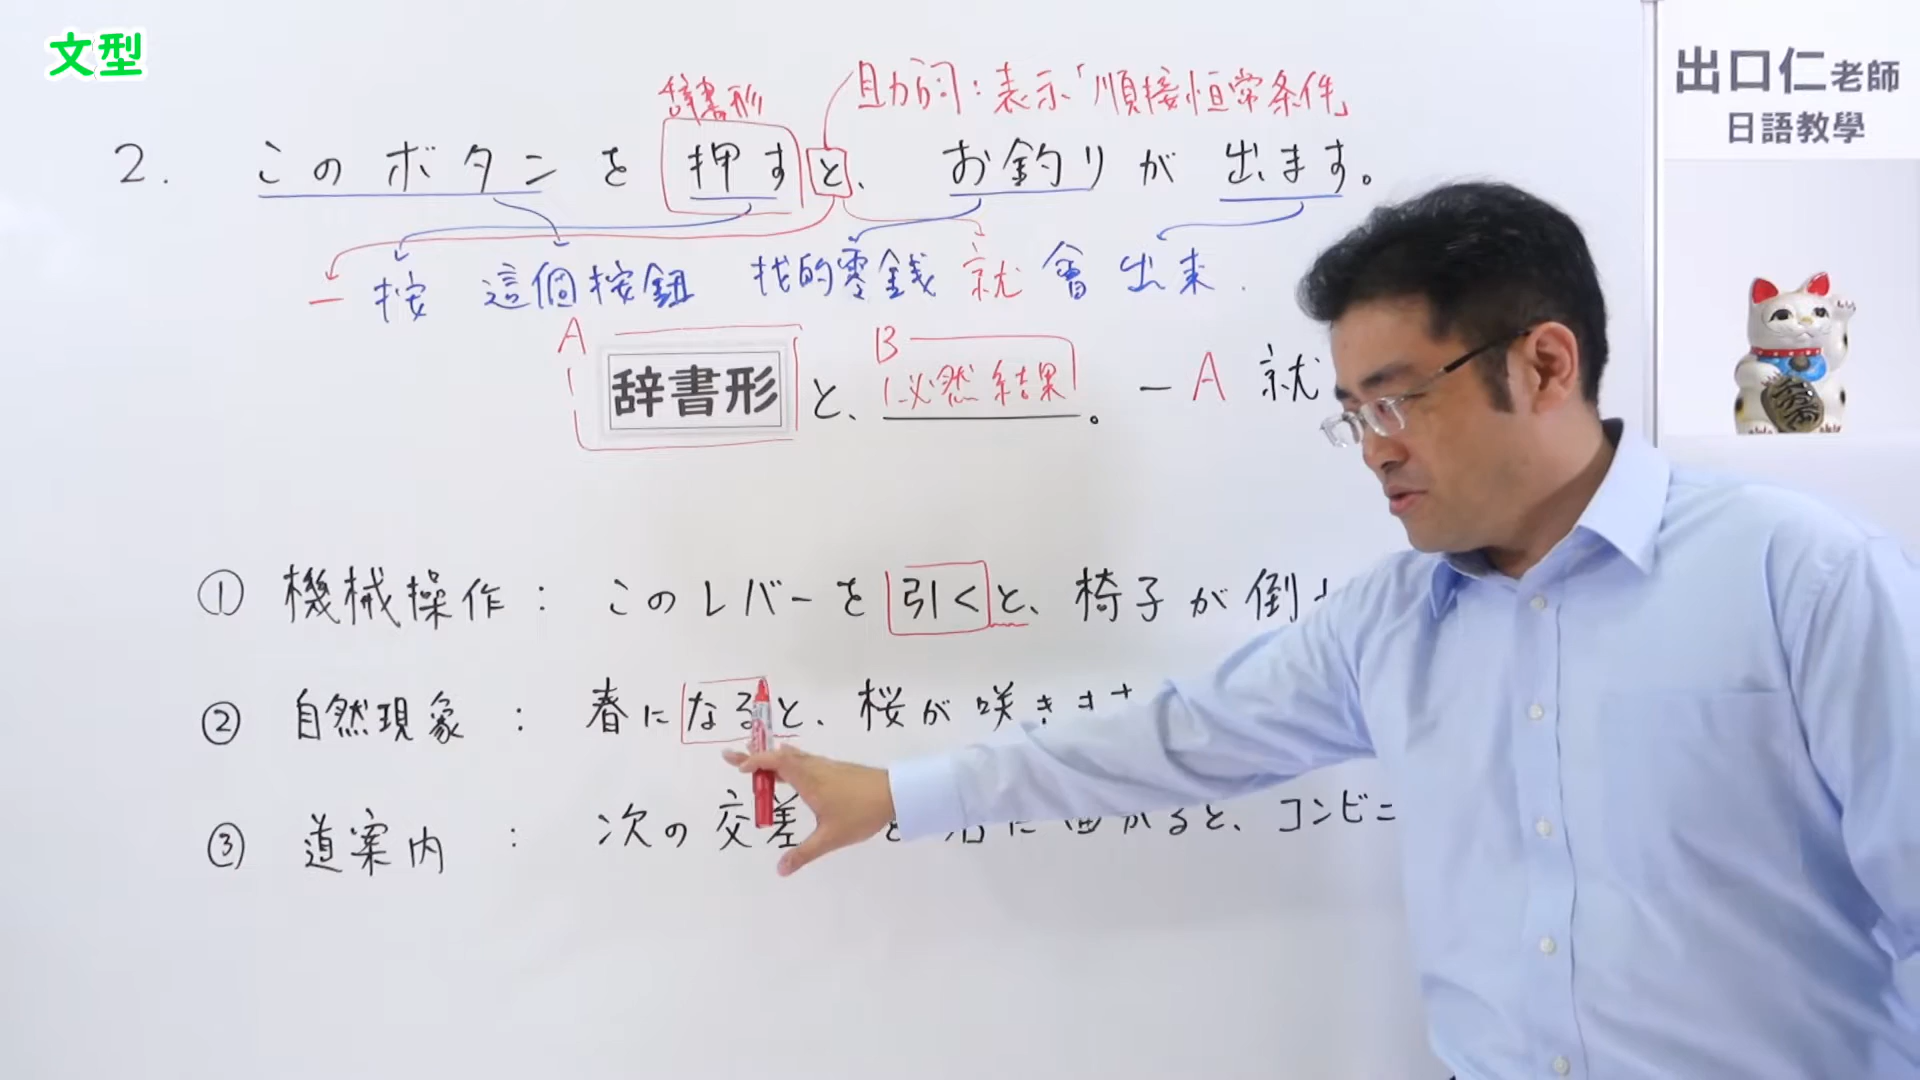 文型
出口仁老師
日語教學
辞書形 助詞：表示「順接恒常条件」
2. このボタンを押すと、お釣りが出ます。
一按 這個按鈕 找的零錢 就會出来.
A B
辞書形 と、必然結果。一A就
① 機械操作： このレバーを引くと、椅子が倒
② 自然現象： 春になると、桜が咲きます
③ 道案内： 次の交差 を右に曲がると、コンビニ